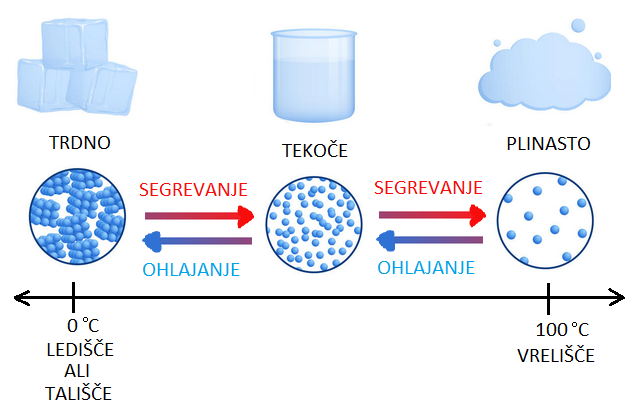 TRDNO
TEKOČE
PLINASTO
SEGREVANJE
SEGREVANJE
OHLAJANJE
OHLAJANJE
0 °C
LEDIŠČE
ALI
TALIŠČE
100 °C
VRELIŠČE